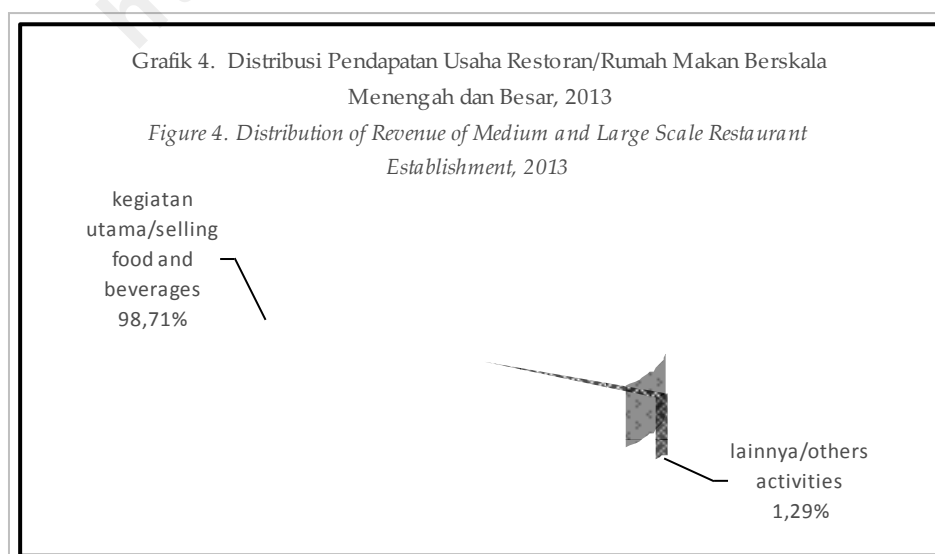 Grafik 4. Distribusi Pendapatan Usaha Restoran/Rumah Makan Berskala
Menengah dan Besar, 2013
Figure 4. Distribution of Revenue of Medium and Large Scale Restaurant
Establishment, 2013
kegiatan
utama/selling
food and
beverages
98,71%
lainnya/others
activities
1,29%